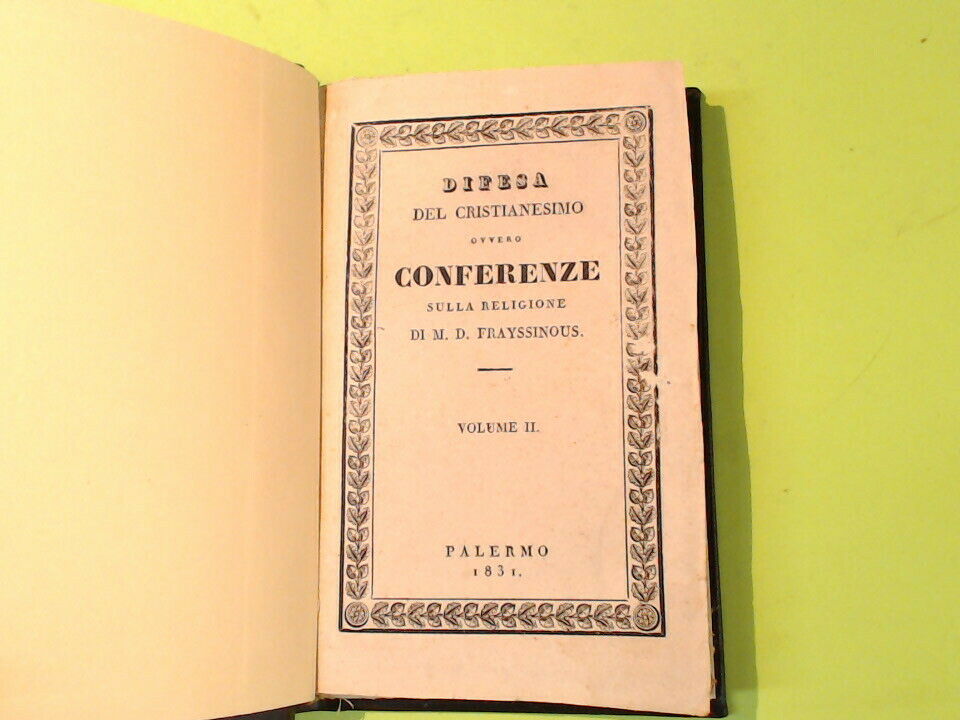 DIFESA
DEL CRISTIANESIMO
OVVERO
CONFERENZE
SULLA RELIGIONE
DI M. D. FRAYSSINOUS.
VOLUME II.
PALERMO
1831.